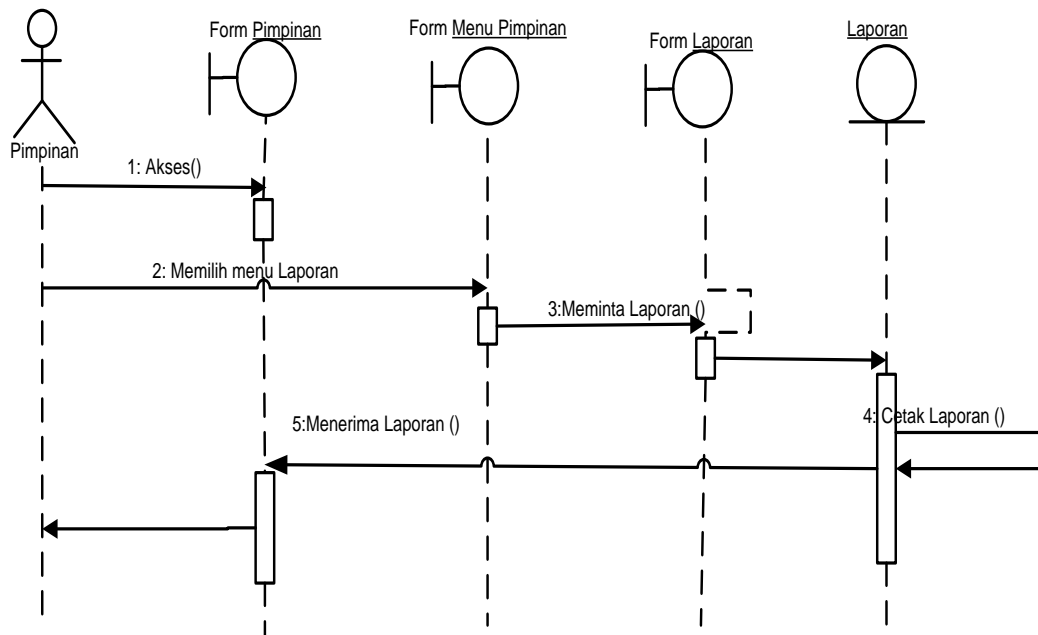 Form Pimpinan
Form Menu Pimpinan
Form Laporan
Laporan
Pimpinan
1: Akses()
2: Memilih menu Laporan
3:Meminta Laporan ()
4: Cetak Laporan ()
5:Menerima Laporan ()